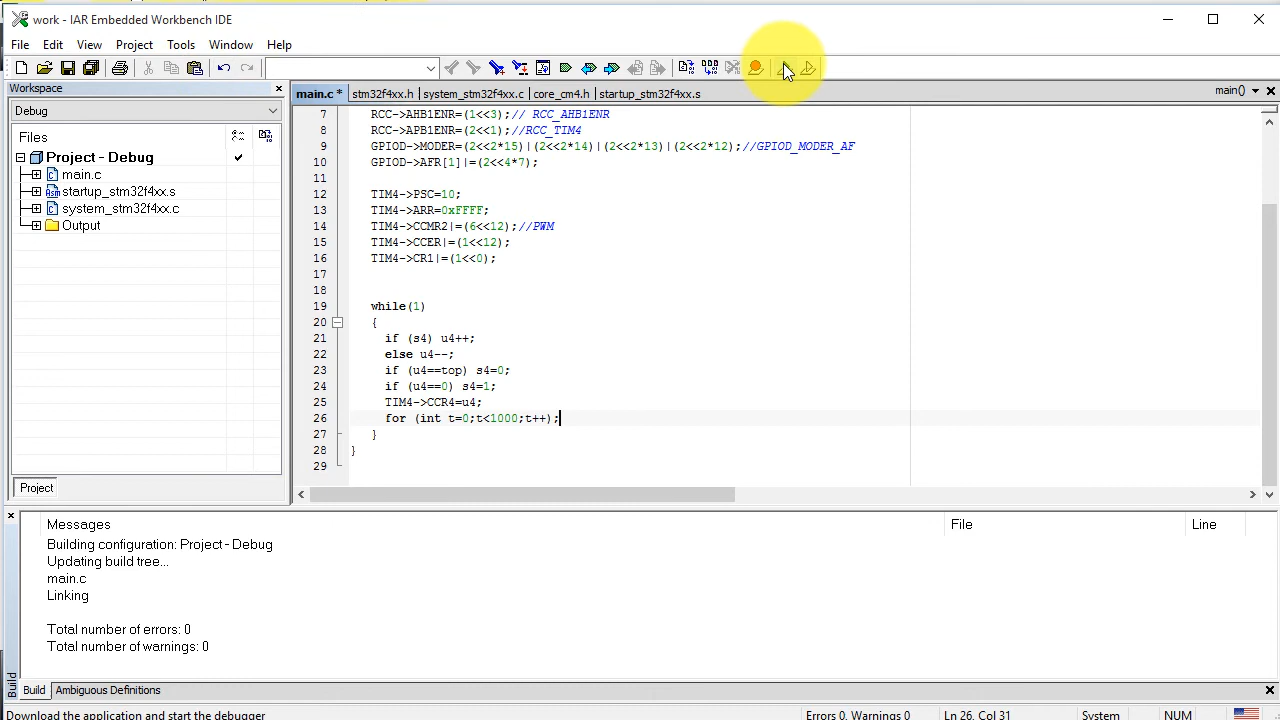 work - IAR Embedded Workbench IDE
File Edit View Project Tools Window Help
Workspace
main.c * stm32f4xx.h system_stm32f4xx.c core_cm4.h startup_stm32f4xx.s main()
Debug
Files
Project - Debug
main.c
startup_stm32f4xx.s
system_stm32f4xx.c
Output
Project
7 RCC->AHB1ENR=(1<<3);// RCC_AHB1ENR
8 RCC->APB1ENR=(2<<1);//RCC_TIM4
9 GPIOD->MODER=(2<<2*15)|(2<<2*14)|(2<<2*13)|(2<<2*12);//GPIOD_MODER_AF
10 GPIOD->AFR[1]|=(2<<4*7);
11
12 TIM4->PSC=10;
13 TIM4->ARR=0xFFFF;
14 TIM4->CCMR2|=(6<<12);//PWM
15 TIM4->CCER|=(1<<12);
16 TIM4->CR1|=(1<<0);
17
18
19 while(1)
20 {
21 if (s4) u4++;
22 else u4--;
23 if (u4==top) s4=0;
24 if (u4==0) s4=1;
25 TIM4->CCR4=u4;
26 for (int t=0;t<1000;t++);
27 }
28 }
29
Messages File Line
Building configuration: Project - Debug
Updating build tree...
main.c
Linking
Total number of errors: 0
Total number of warnings: 0
Build
Build Ambiguous Definitions
Download the application and start the debugger Errors 0, Warnings 0 Ln 26, Col 31 System NUM